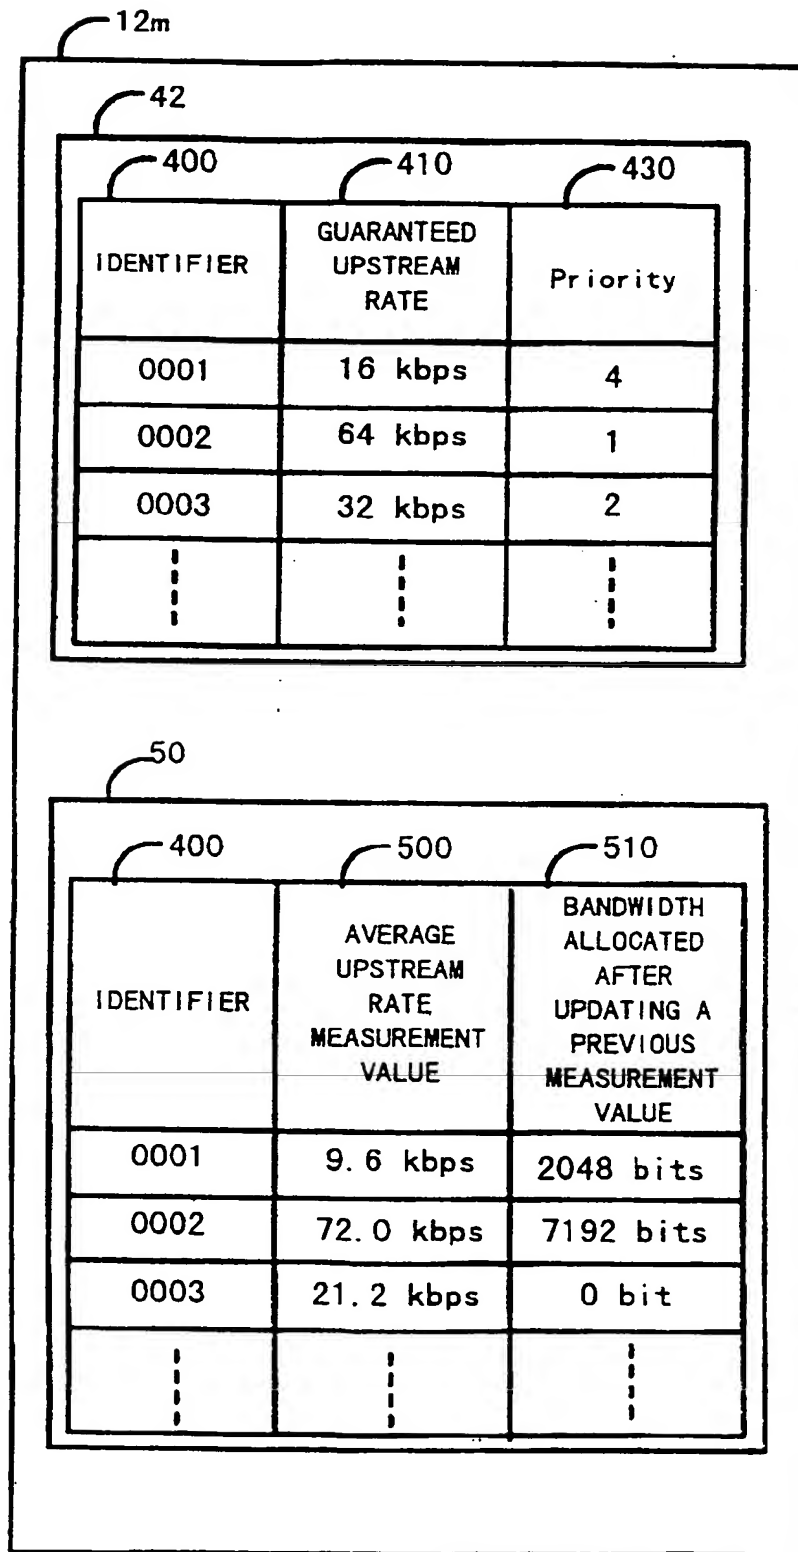 12m
42
400 410 430
IDENTIFIER GUARANTEED UPSTREAM RATE Priority
0001 16 kbps 4
0002 64 kbps 1
0003 32 kbps 2
50
400 500 510
IDENTIFIER AVERAGE UPSTREAM RATE MEASUREMENT VALUE BANDWIDTH ALLOCATED AFTER UPDATING A PREVIOUS MEASUREMENT VALUE
0001 9.6 kbps 2048 bits
0002 72.0 kbps 7192 bits
0003 21.2 kbps 0 bit